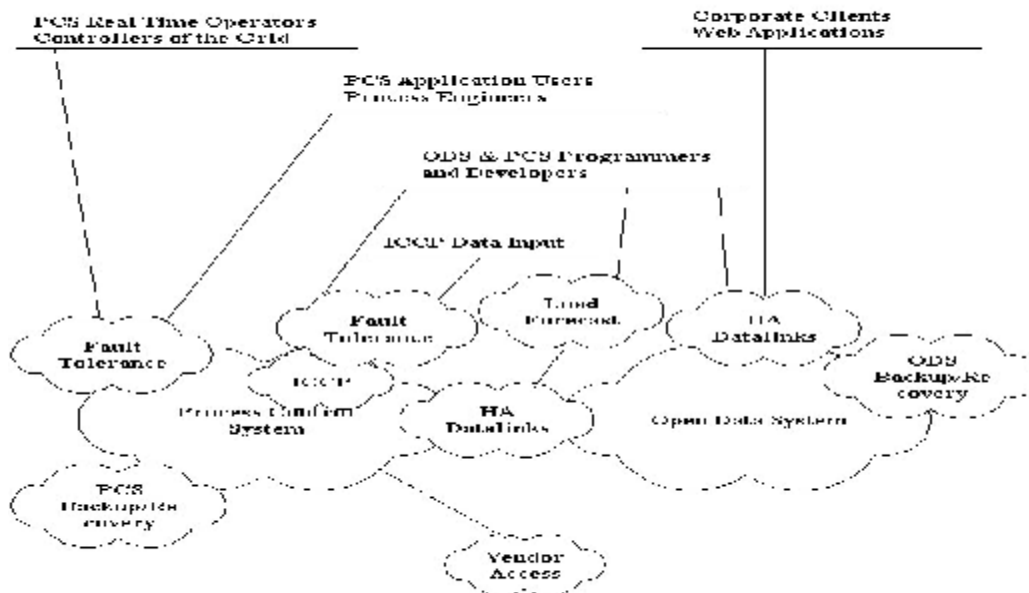 PCS Real Time Operators
Controllers of the Grid
Corporate Clients
Web Applications
PCS Application Users
Process Engineers
ODS & PCS Programmers
and Developers
ICCP Data Input
Fault
Tolerance
Fault
Tolerance
Load
Forecast
HA
Datalinks
ODS
Backup/Re
covery
ICCP
Process Control
System
HA
Datalinks
Open Data System
PCS
Backup/Re
covery
Vendor
Access